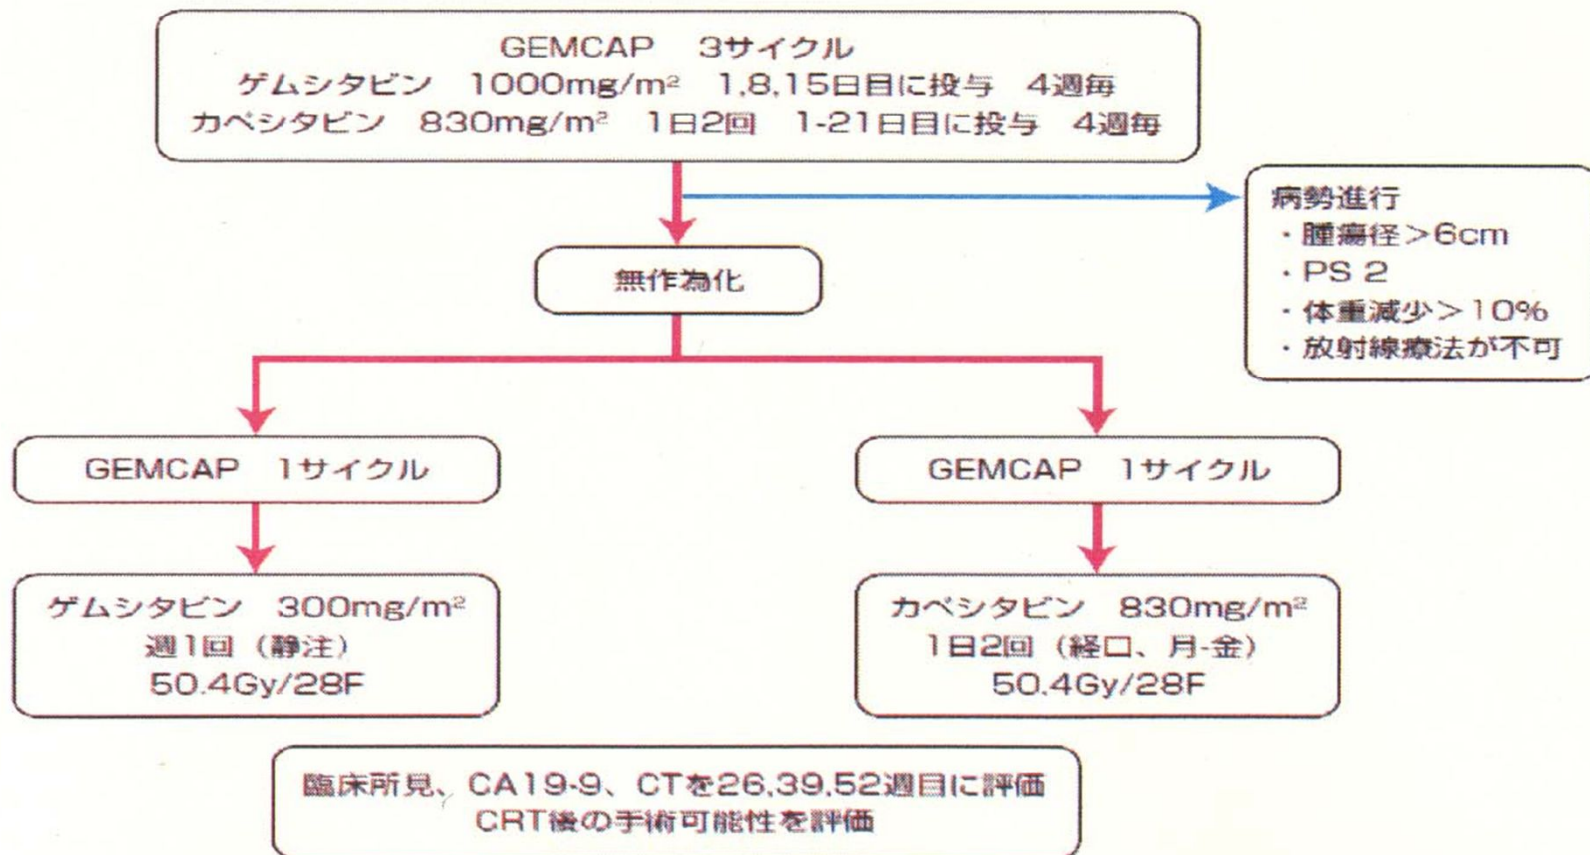 GEMCAP 3サイクル
ゲムシタビン 1000mg/m² 1,8,15日目に投与 4週毎
カペシタビン 830mg/m² 1日2回 1-21日目に投与 4週毎
病勢進行
・腫瘍径>6cm
・PS 2
・体重減少>10%
・放射線療法が不可
無作為化
GEMCAP 1サイクル
GEMCAP 1サイクル
ゲムシタビン 300mg/m²
週1回(静注)
50.4Gy/28F
カペシタビン 830mg/m²
1日2回(経口、月-金)
50.4Gy/28F
臨床所見、CA19-9、CTを26,39,52週目に評価
CRT後の手術可能性を評価